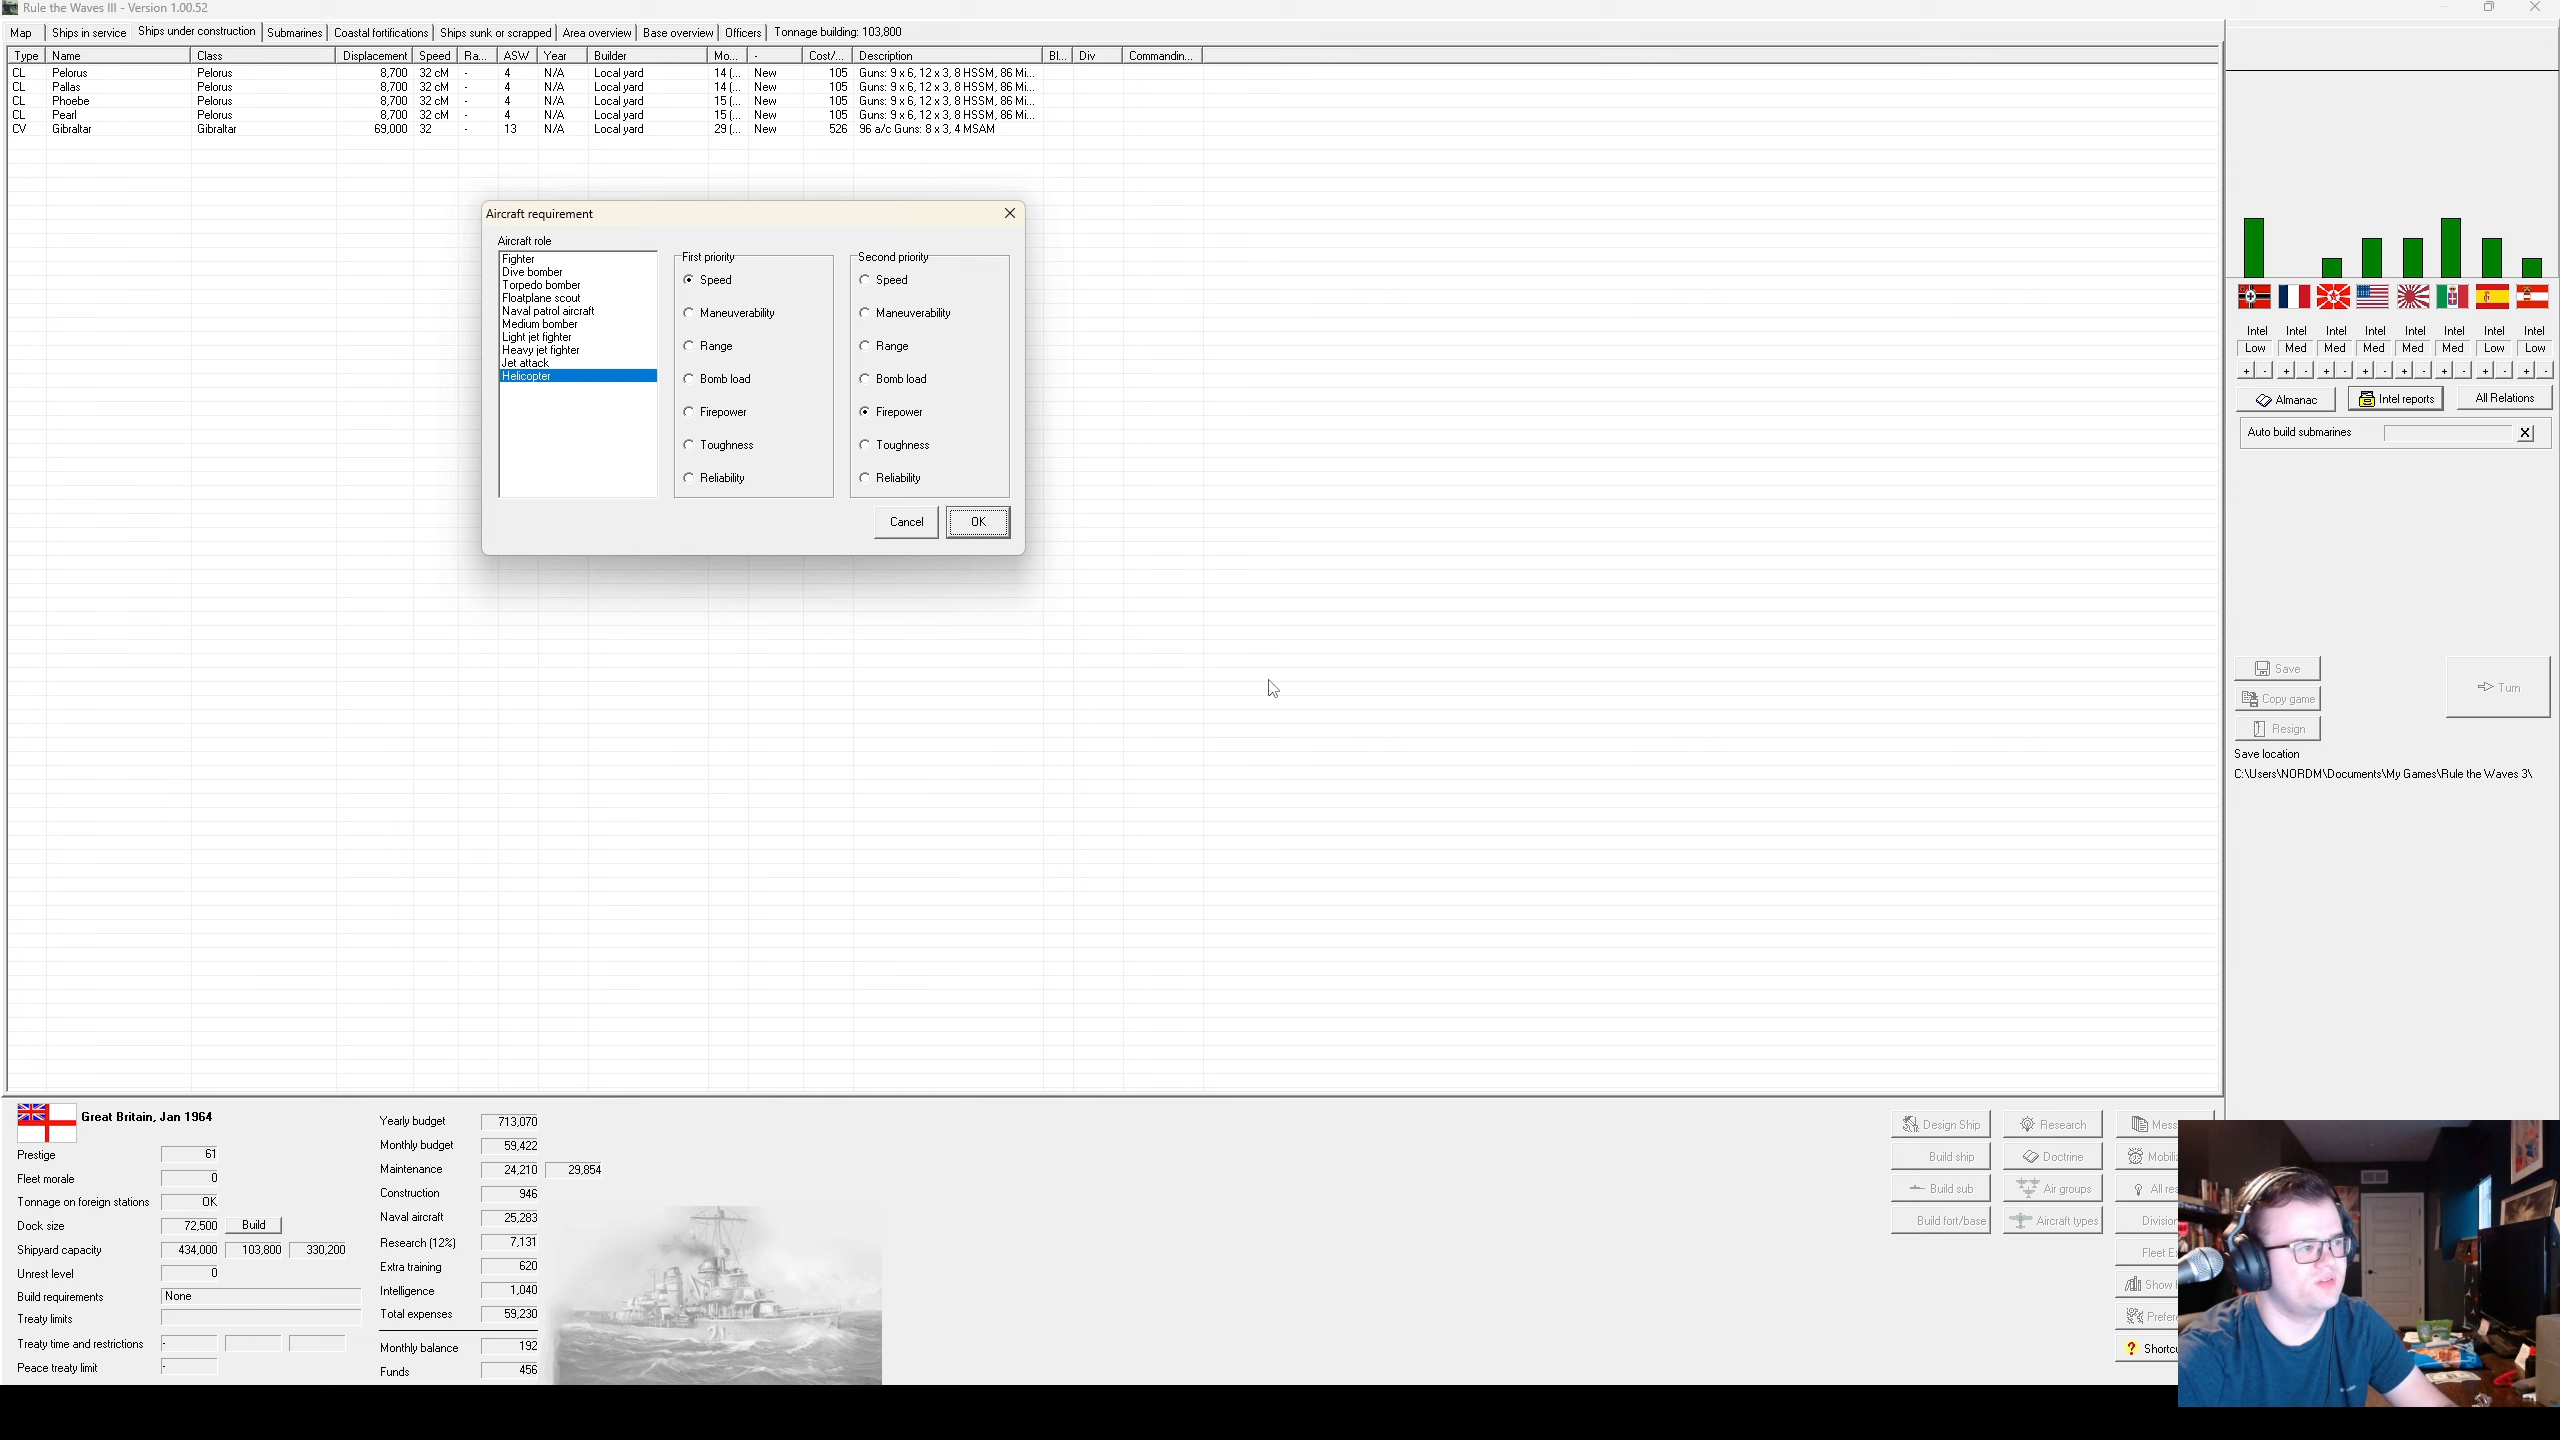 Rule the Waves III - Version 1.00.52
Map Ships in service Ships under construction Submarines Coastal fortifications Ships sunk or scrapped Area overview Base overview Officers Tonnage building: 103,800
Type Name Class Displacement Speed Ra... ASW Year Builder Mo... - Cost/... Description Bl... Div Commandin...
CL Pelorus Pelorus 8,700 32 cM - 4 N/A Local yard 14 (... New 105 Guns: 9 x 6, 12 x 3, 8 HSSM, 86 Mi...
CL Pallas Pelorus 8,700 32 cM - 4 N/A Local yard 14 (... New 105 Guns: 9 x 6, 12 x 3, 8 HSSM, 86 Mi...
CL Phoebe Pelorus 8,700 32 cM - 4 N/A Local yard 15 (... New 105 Guns: 9 x 6, 12 x 3, 8 HSSM, 86 Mi...
CL Pearl Pelorus 8,700 32 cM - 4 N/A Local yard 15 (... New 105 Guns: 9 x 6, 12 x 3, 8 HSSM, 86 Mi...
CV Gibraltar Gibraltar 69,000 32 - 13 N/A Local yard 29 (... New 526 96 a/c Guns: 8 x 3, 4 MSAM
Aircraft requirement
Aircraft role
Fighter
Dive bomber
Torpedo bomber
Floatplane scout
Naval patrol aircraft
Medium bomber
Light jet fighter
Heavy jet fighter
Jet attack
Helicopter
First priority
Speed
Maneuverability
Range
Bomb load
Firepower
Toughness
Reliability
Second priority
Speed
Maneuverability
Range
Bomb load
Firepower
Toughness
Reliability
Cancel OK
Intel Intel Intel Intel Intel Intel Intel Intel
Low Med Med Med Med Med Low Low
+ - + - + - + - + - + - + - + -
Almanac Intel reports All Relations
Auto build submarines X
Save
Copy game
Resign
Turn
Save location
C:\Users\NORDM\Documents\My Games\Rule the Waves 3\
Great Britain, Jan 1964
Prestige 61
Fleet morale 0
Tonnage on foreign stations OK
Dock size 72,500 Build
Shipyard capacity 434,000 103,800 330,200
Unrest level 0
Build requirements None
Treaty limits
Treaty time and restrictions -
Peace treaty limit -
Yearly budget 713,070
Monthly budget 59,422
Maintenance 24,210 29,854
Construction 946
Naval aircraft 25,283
Research (12%) 7,131
Extra training 620
Intelligence 1,040
Total expenses 59,230
Monthly balance 192
Funds 456
Design Ship Research Mess
Build ship Doctrine Mobiliz
Build sub Air groups All res
Build fort/base Aircraft types Division
Fleet E
Show
Prefere
? Shortcu